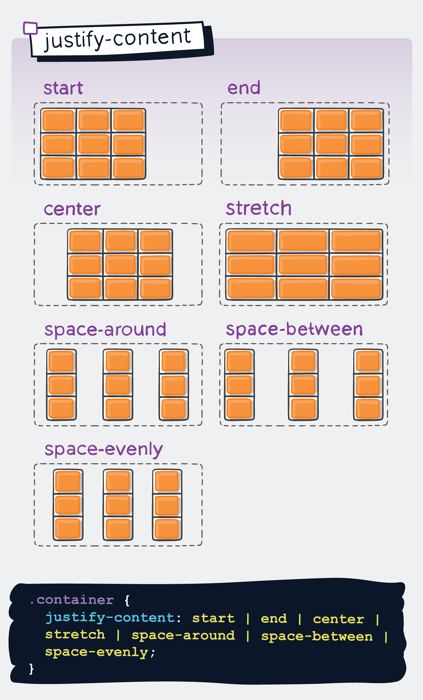 justify-content
start
end
center
stretch
space-around
space-between
space-evenly
.container {
justify-content: start | end | center |
stretch | space-around | space-between |
space-evenly;
}